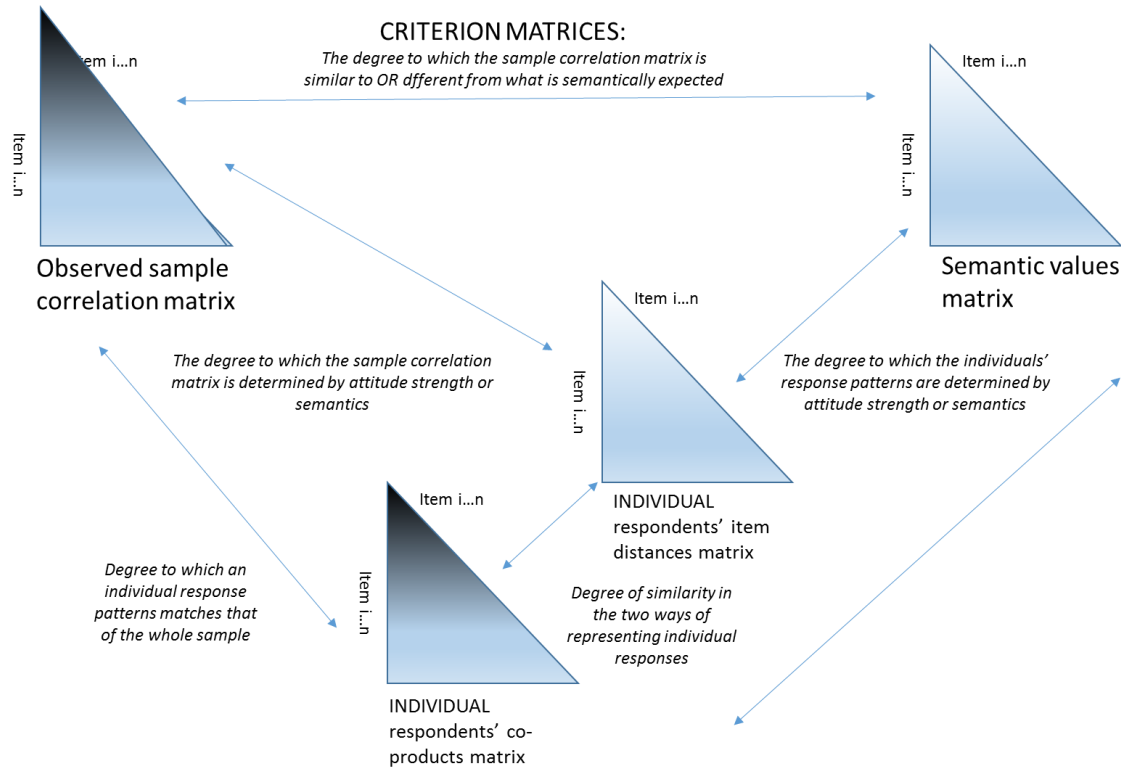 CRITERION MATRICES:
The degree to which the sample correlation matrix is
similar to OR dfferent from what is semantically expected
Item i...n
Item i...n
Observed sample
correlation matrix
Item i...n
Item i...n
Semantic values
matrix
The degree to which the sample correlation
matrix is determined by attitude strength or
semantics
Item i...n
Item i...n
INDIVIDUAL
respondents’ item
distances matrix
The degree to which the individuals’
response patterns are determined by
attitude strength or semantics
Degree to which an
individual response
patterns matches that
of the whole sample
Item i...n
Item i...n
INDIVIDUAL
respondents’ co-
products matrix
Degree of similarity in
the two ways of
representing individual
responses